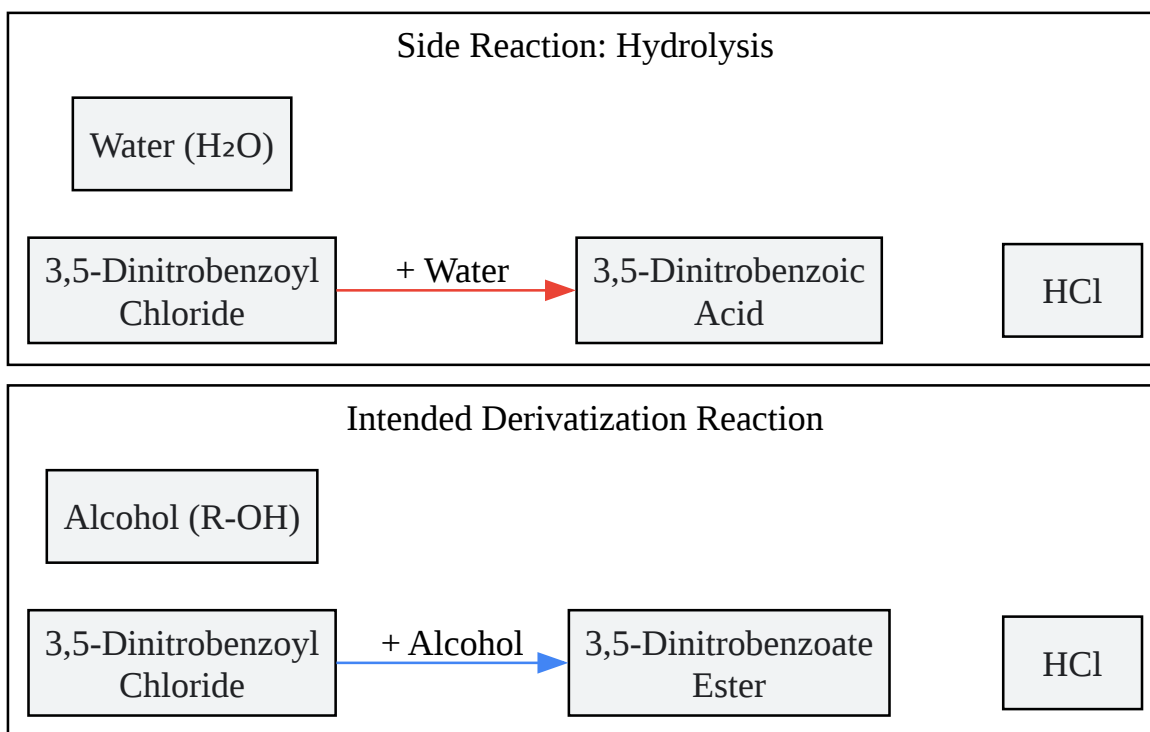 Side Reaction: Hydrolysis
Water (H₂O)
3,5-Dinitrobenzoyl
Chloride
+ Water
3,5-Dinitrobenzoic
Acid
HCl
Intended Derivatization Reaction
Alcohol (R-OH)
3,5-Dinitrobenzoyl
Chloride
+ Alcohol
3,5-Dinitrobenzoate
Ester
HCl